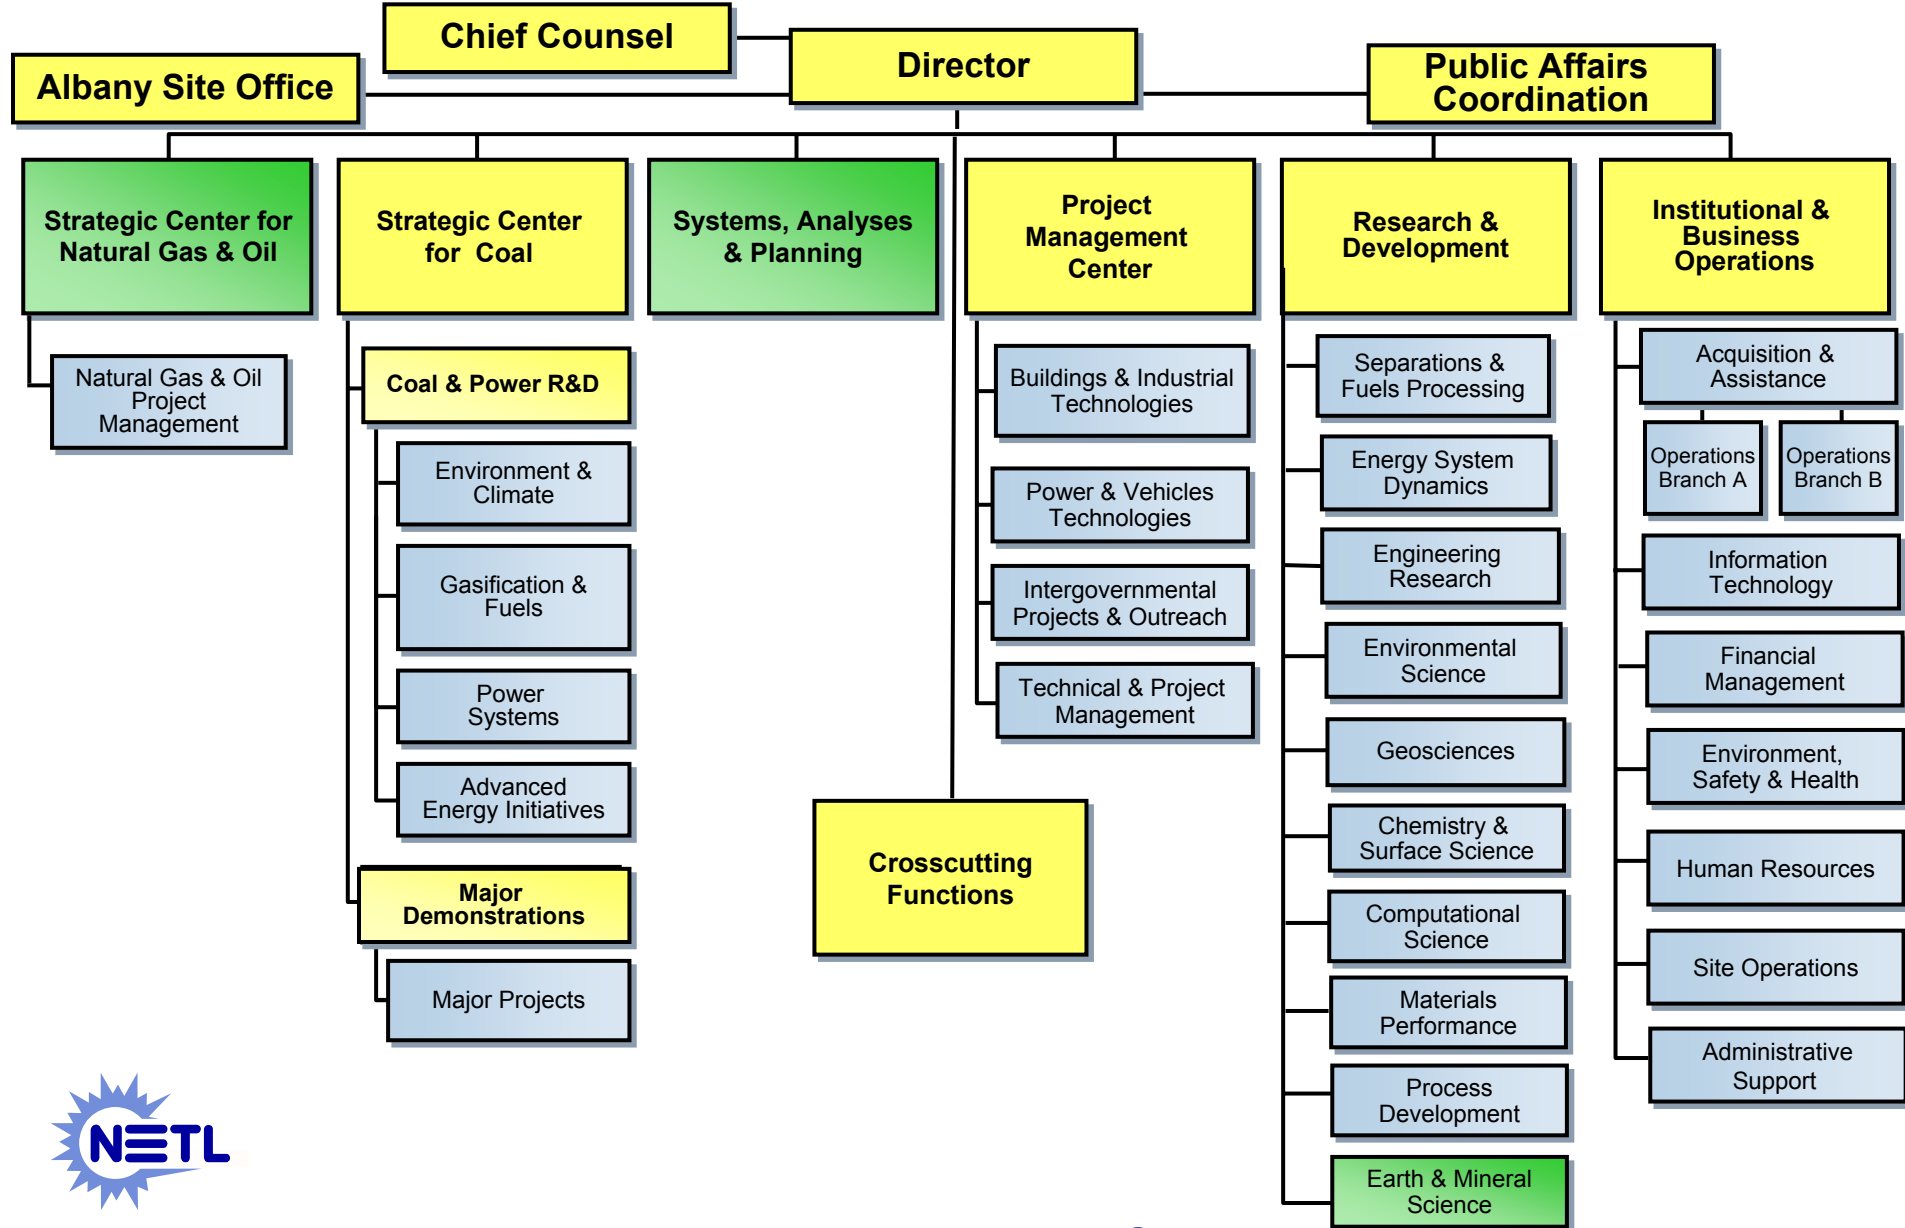 Chief Counsel
Director
Albany Site Office
Public Affairs
Coordination
Strategic Center for
Natural Gas & Oil
Strategic Center
for Coal
Systems, Analyses
& Planning
Project
Management
Center
Research &
Development
Institutional &
Business
Operations
Natural Gas & Oil
Project
Management
Coal & Power R&D
Environment &
Climate
Gasification &
Fuels
Power
Systems
Advanced
Energy Initiatives
Major
Demonstrations
Major Projects
Crosscutting
Functions
Buildings & Industrial
Technologies
Power & Vehicles
Technologies
Intergovernmental
Projects & Outreach
Technical & Project
Management
Separations &
Fuels Processing
Energy System
Dynamics
Engineering
Research
Environmental
Science
Geosciences
Chemistry &
Surface Science
Computational
Science
Materials
Performance
Process
Development
Earth & Mineral
Science
Acquisition &
Assistance
Operations
Branch A
Operations
Branch B
Information
Technology
Financial
Management
Environment,
Safety & Health
Human Resources
Site Operations
Administrative
Support
NETL